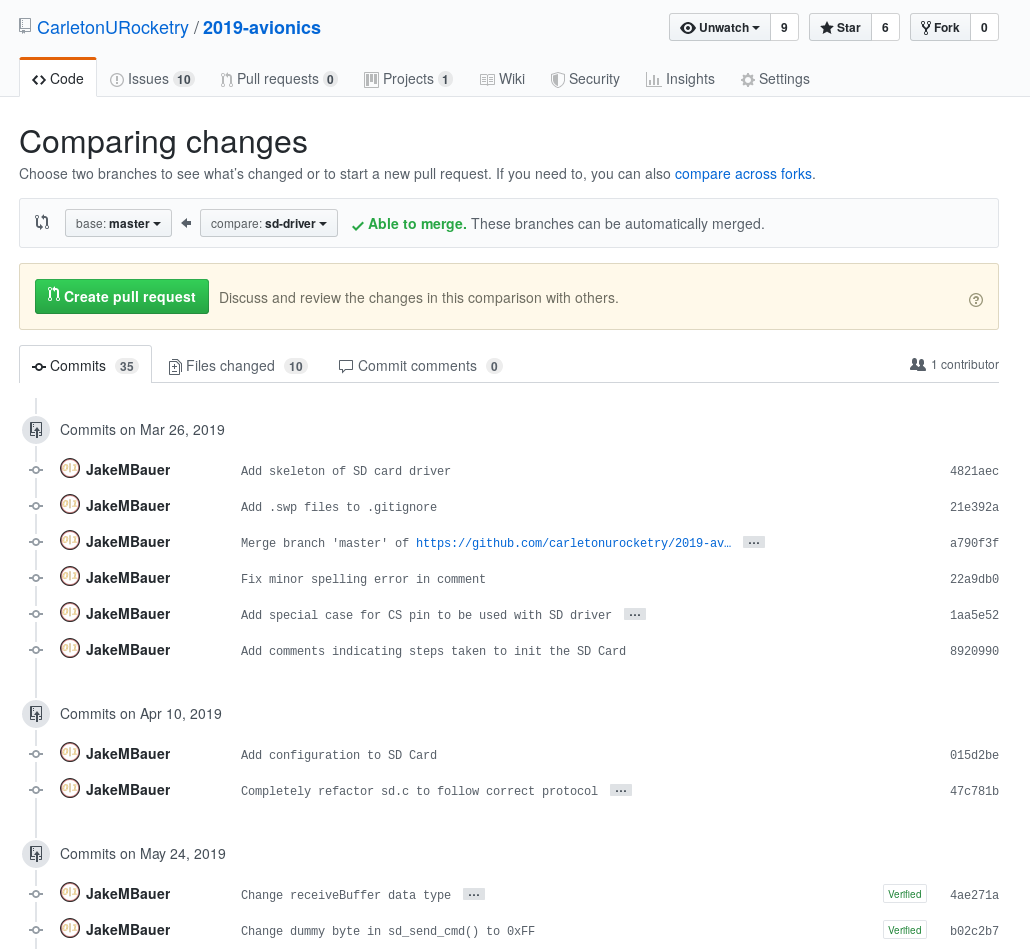 CarletonURocketry / 2019-avionics
Unwatch 9 Star 6 Fork 0
Code Issues 10 Pull requests 0 Projects 1 Wiki Security Insights Settings
Comparing changes
Choose two branches to see what's changed or to start a new pull request. If you need to, you can also compare across forks.
base: master compare: sd-driver Able to merge. These branches can be automatically merged.
Create pull request Discuss and review the changes in this comparison with others.
Commits 35 Files changed 10 Commit comments 0 1 contributor
Commits on Mar 26, 2019
JakeMBauer Add skeleton of SD card driver 4821aec
JakeMBauer Add .swp files to .gitignore 21e392a
JakeMBauer Merge branch 'master' of https://github.com/carletonurocketry/2019-av… … a790f3f
JakeMBauer Fix minor spelling error in comment 22a9db0
JakeMBauer Add special case for CS pin to be used with SD driver … 1aa5e52
JakeMBauer Add comments indicating steps taken to init the SD Card 8920990
Commits on Apr 10, 2019
JakeMBauer Add configuration to SD Card 015d2be
JakeMBauer Completely refactor sd.c to follow correct protocol … 47c781b
Commits on May 24, 2019
JakeMBauer Change receiveBuffer data type … Verified 4ae271a
JakeMBauer Change dummy byte in sd_send_cmd() to 0xFF Verified b02c2b7